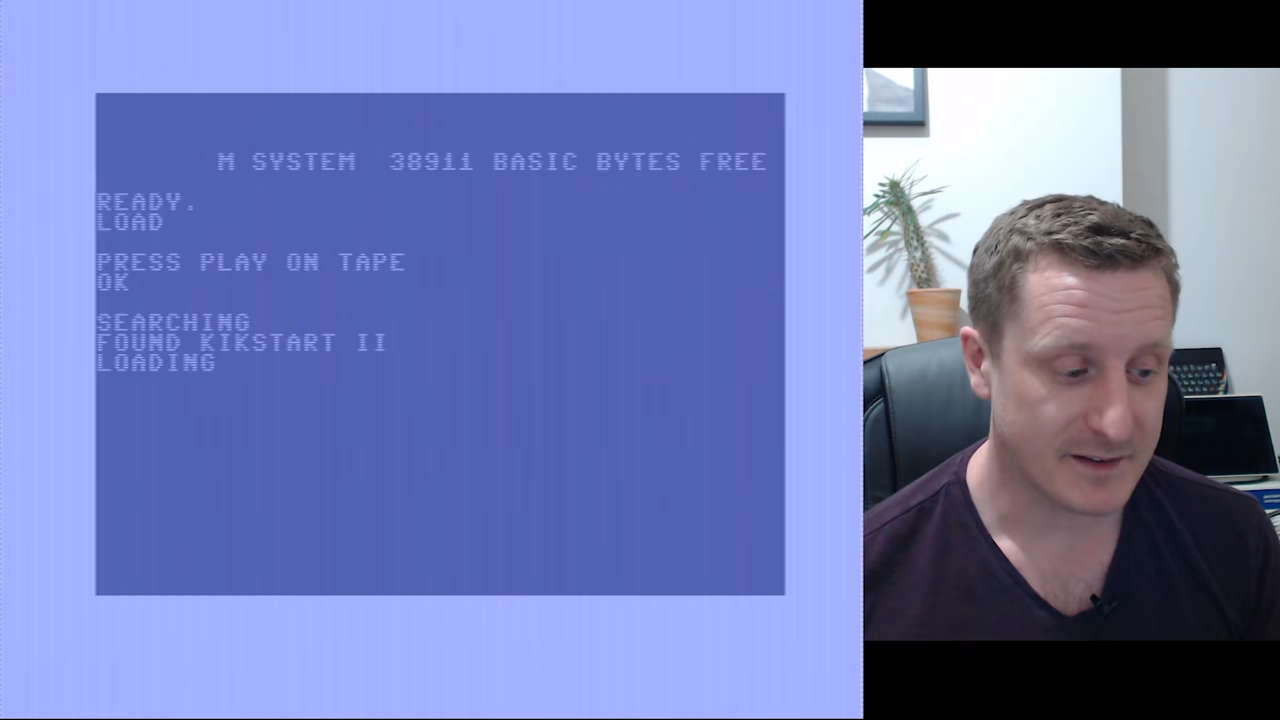 M SYSTEM  38911 BASIC BYTES FREE
READY.
LOAD
PRESS PLAY ON TAPE
OK
SEARCHING
FOUND KIKSTART II
LOADING